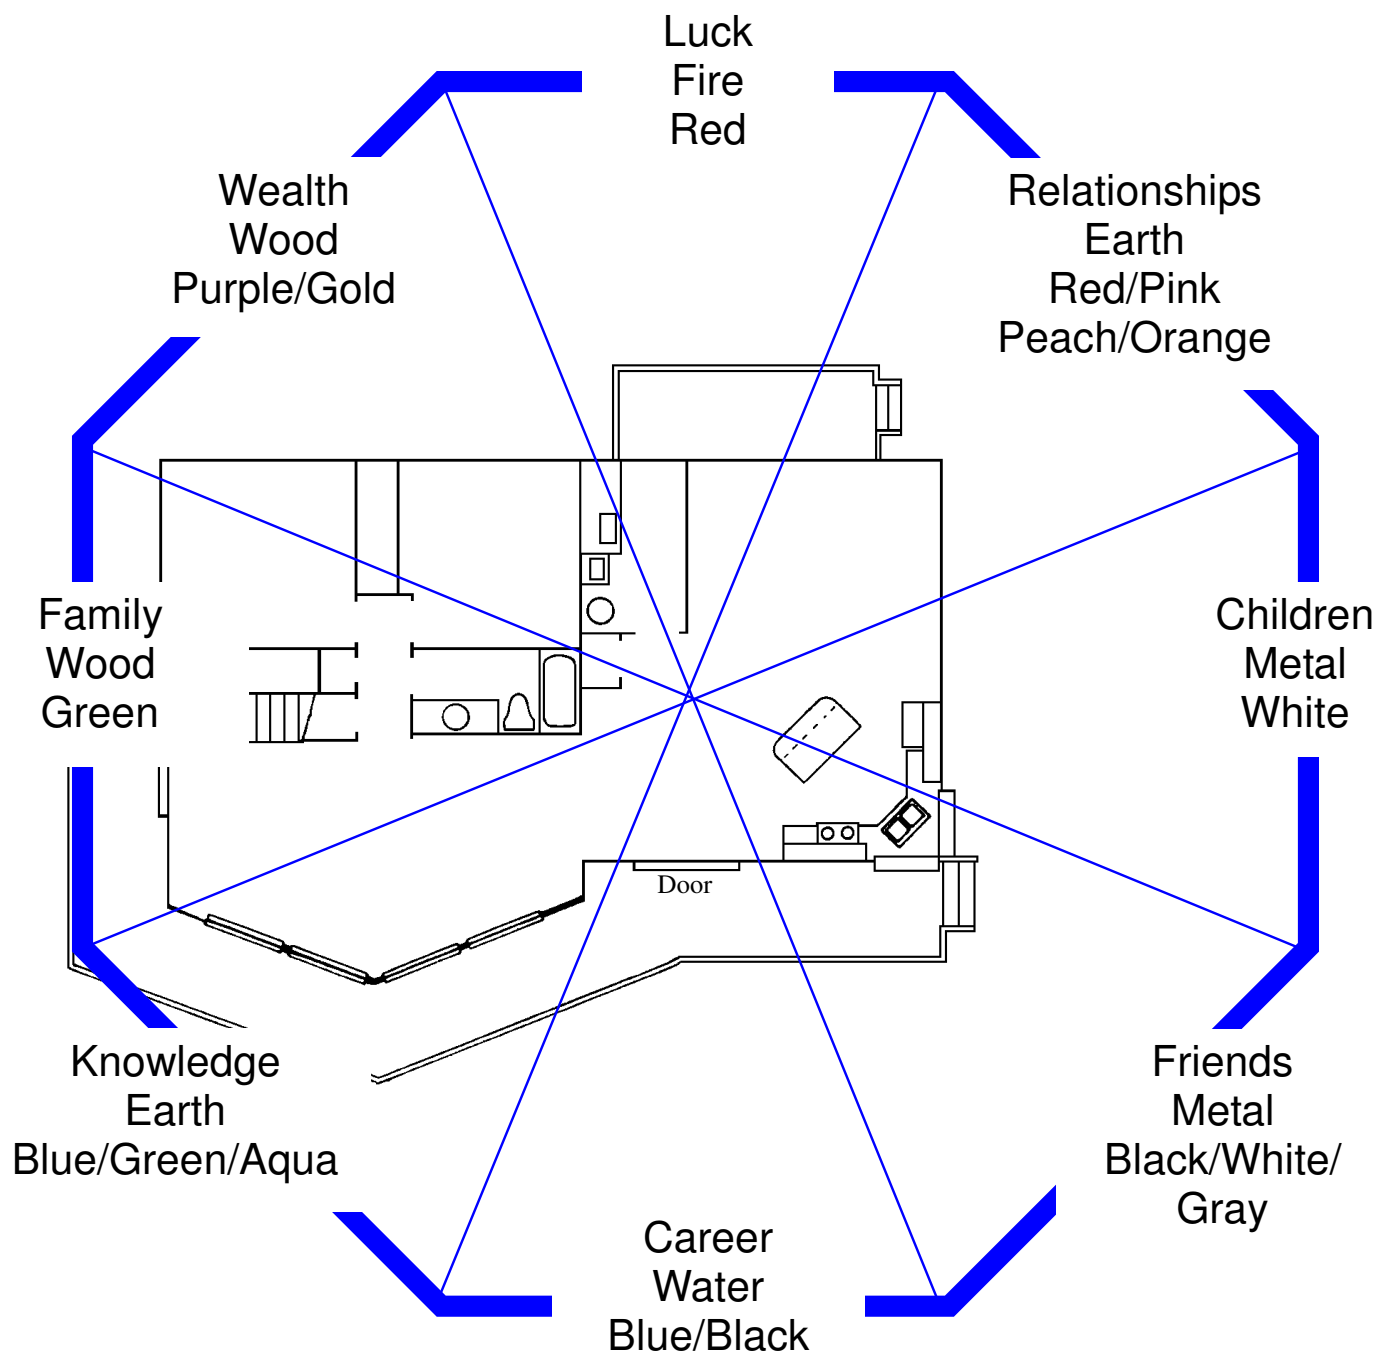 Luck
Fire
Red
Wealth
Wood
Purple/Gold
Relationships
Earth
Red/Pink
Peach/Orange
Family
Wood
Green
Children
Metal
White
Door
Knowledge
Earth
Blue/Green/Aqua
Friends
Metal
Black/White/
Gray
Career
Water
Blue/Black